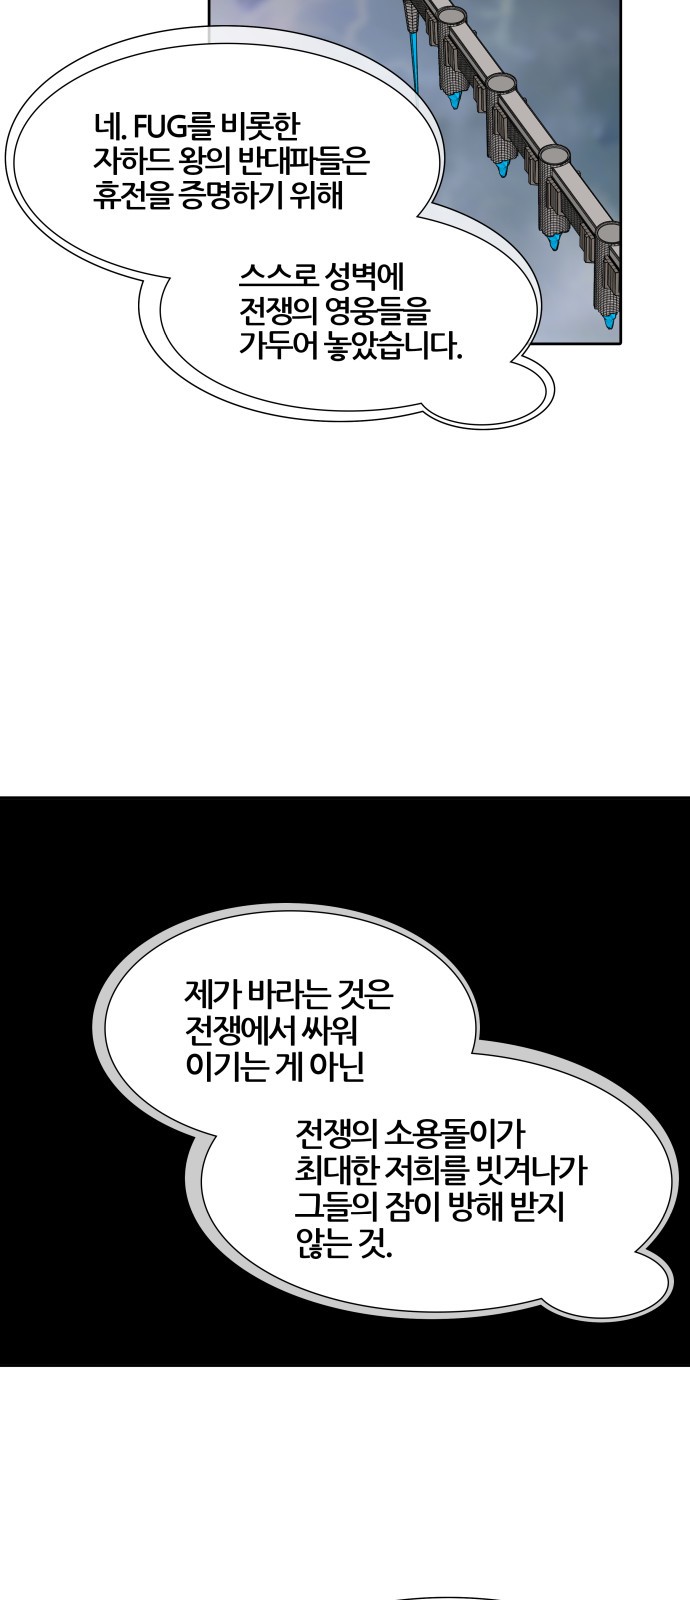 네. FUG를 비롯한
자하드 왕의 반대파들은
휴전을 증명하기 위해
스스로 성벽에
전쟁의 영웅들을
가두어 놓았습니다.
제가 바라는 것은
전쟁에서 싸워
이기는 게 아닌
전쟁의 소용돌이가
최대한 저희를 빗겨나가
그들의 잠이 방해 받지
않는 것.